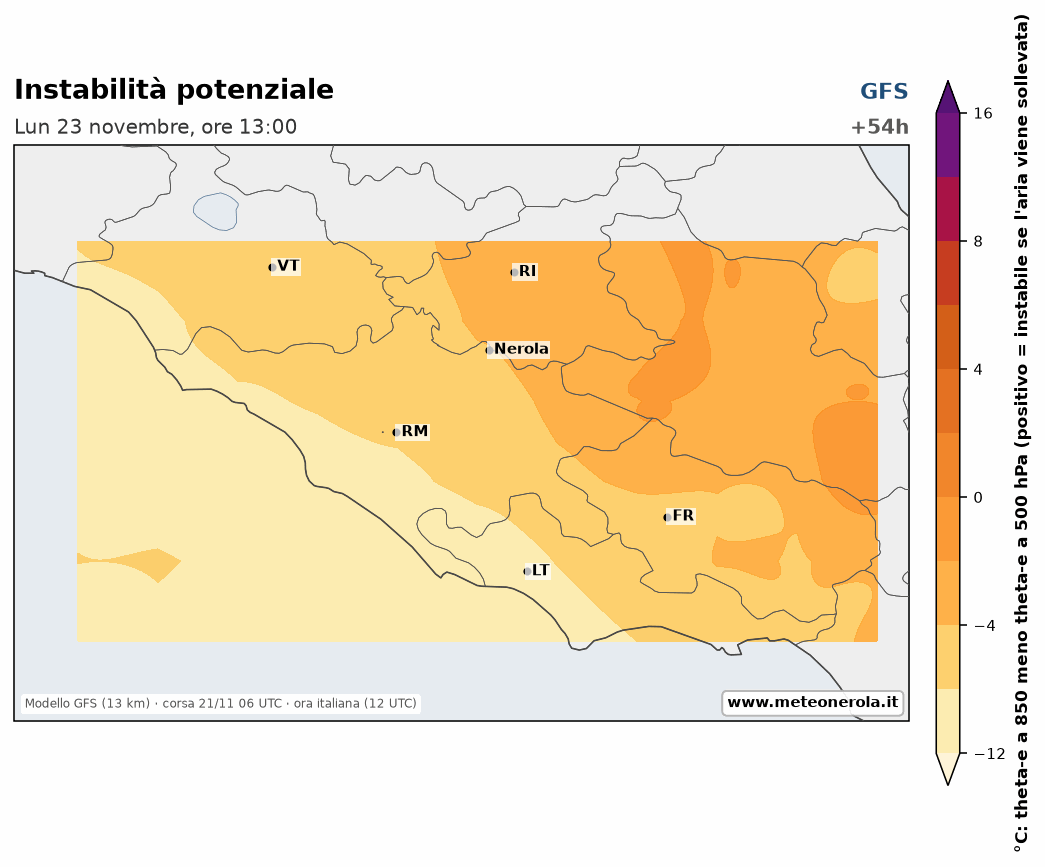 Instabilità potenziale
GFS
Lun 23 novembre, ore 13:00
+54h
VT
RI
Nerola
RM
FR
LT
Modello GFS (13 km) · corsa 21/11 06 UTC · ora italiana (12 UTC)
www.meteonerola.it
16
8
4
0
−4
−12
°C: theta-e a 850 meno theta-e a 500 hPa (positivo = instabile se l'aria viene sollevata)